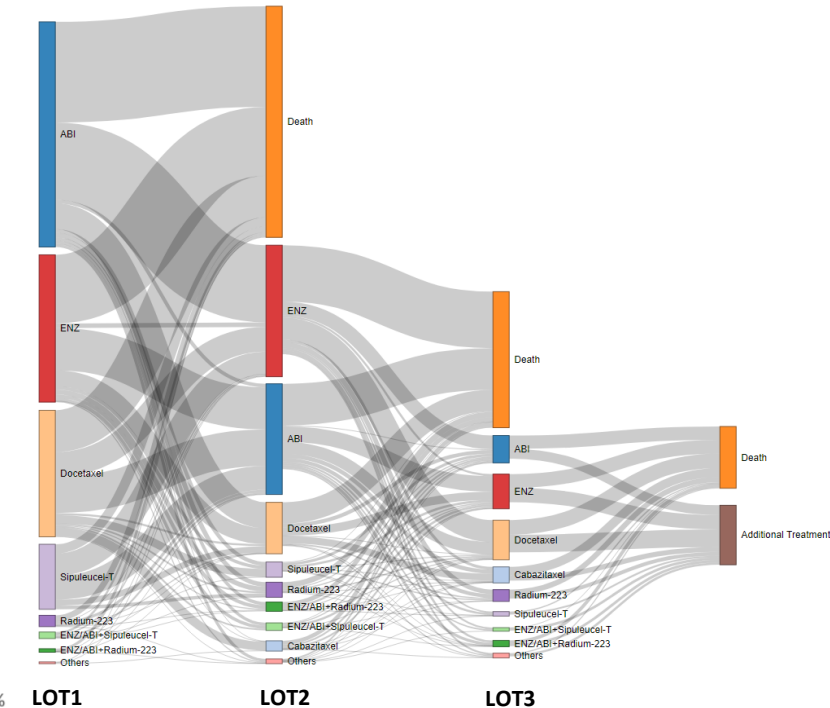 ABI
ENZ
Docetaxel
Sipuleucel-T
Radium-223
ENZ/ABI+Sipuleucel-T
ENZ/ABI+Radium-223
Others
Death
ENZ
ABI
Docetaxel
Sipuleucel-T
Radium-223
ENZ/ABI+Radium-223
ENZ/ABI+Sipuleucel-T
Cabazitaxel
Others
Death
ABI
ENZ
Docetaxel
Cabazitaxel
Radium-223
Sipuleucel-T
ENZ/ABI+Sipuleucel-T
ENZ/ABI+Radium-223
Others
Death
Additional Treatment
% LOT1 LOT2 LOT3